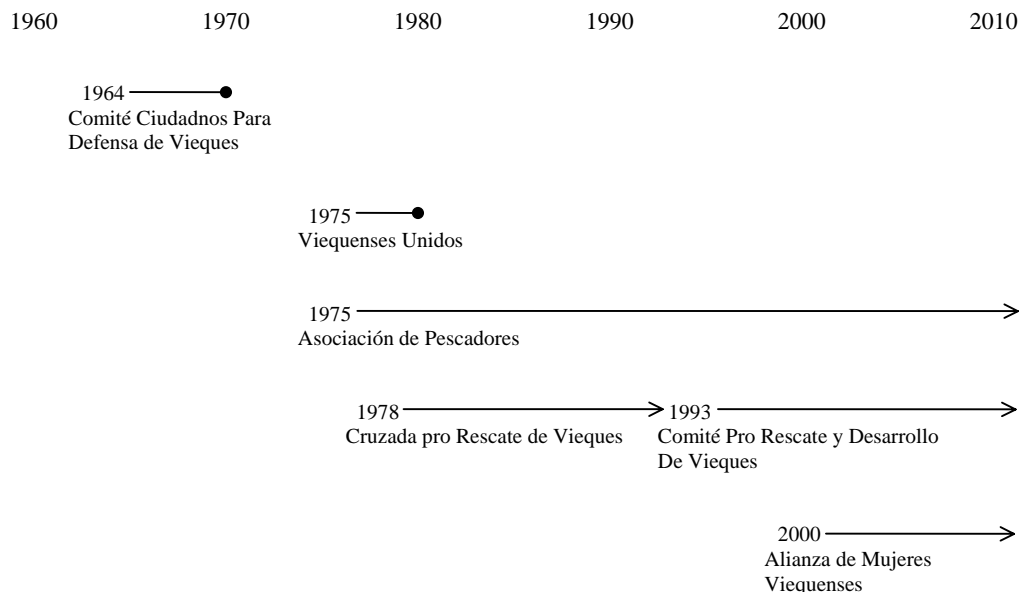 1960 1970 1980 1990 2000 2010
1964
Comité Ciudadnos Para
Defensa de Vieques
1975
Viequenses Unidos
1975
Asociación de Pescadores
1978
Cruzada pro Rescate de Vieques
1993
Comité Pro Rescate y Desarrollo
De Vieques
2000
Alianza de Mujeres
Viequenses